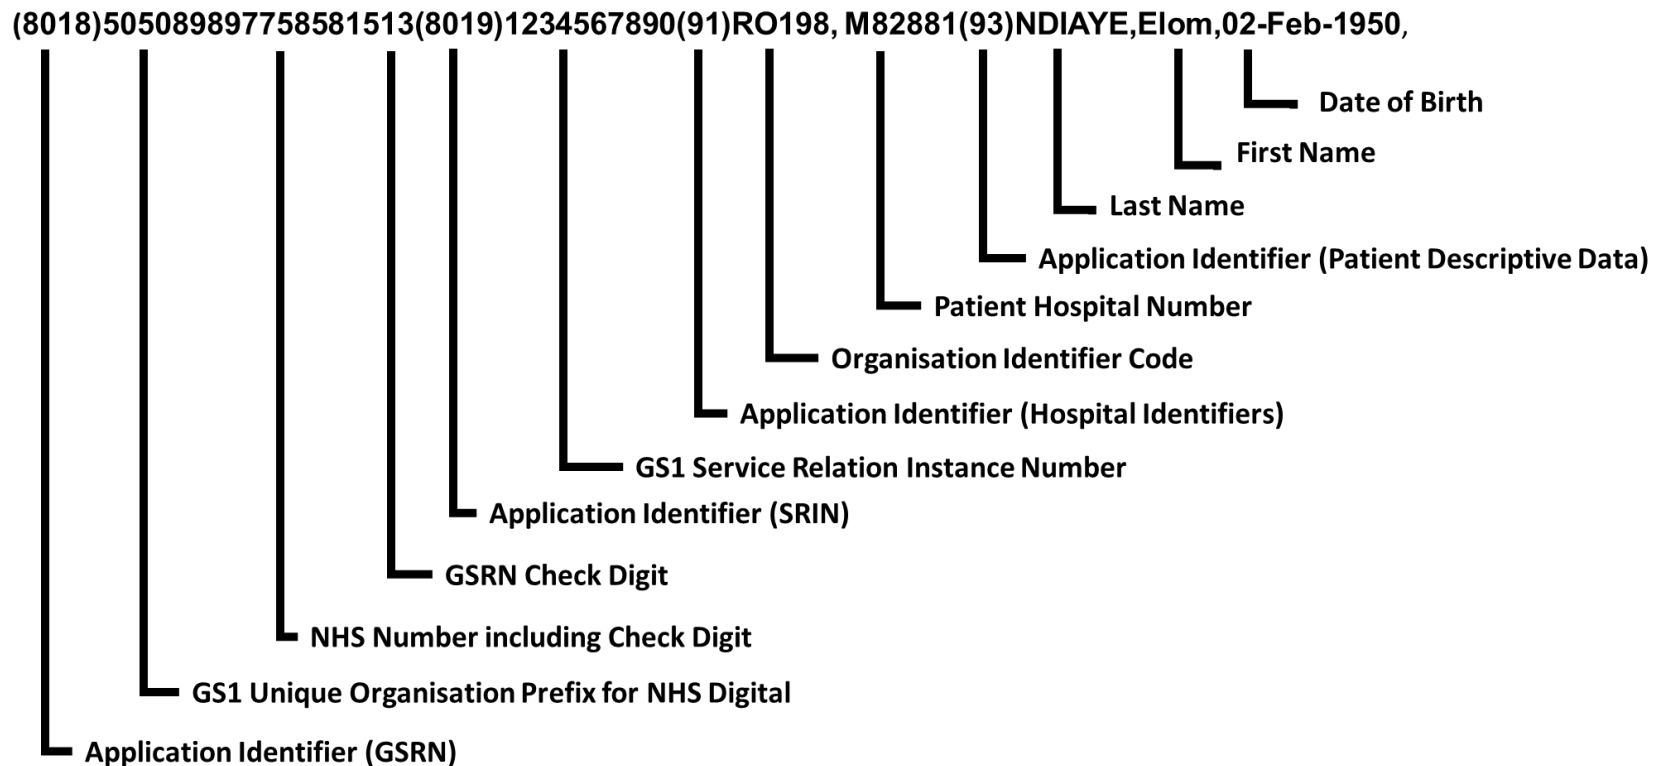 (8018)505089897758581513(8019)1234567890(91)RO198, M82881(93)NDIAYE,Elom,02-Feb-1950,
Date of Birth
First Name
Last Name
Application Identifier (Patient Descriptive Data)
Patient Hospital Number
Organisation Identifier Code
Application Identifier (Hospital Identifiers)
GS1 Service Relation Instance Number
Application Identifier (SRIN)
GSRN Check Digit
NHS Number including Check Digit
GS1 Unique Organisation Prefix for NHS Digital
Application Identifier (GSRN)